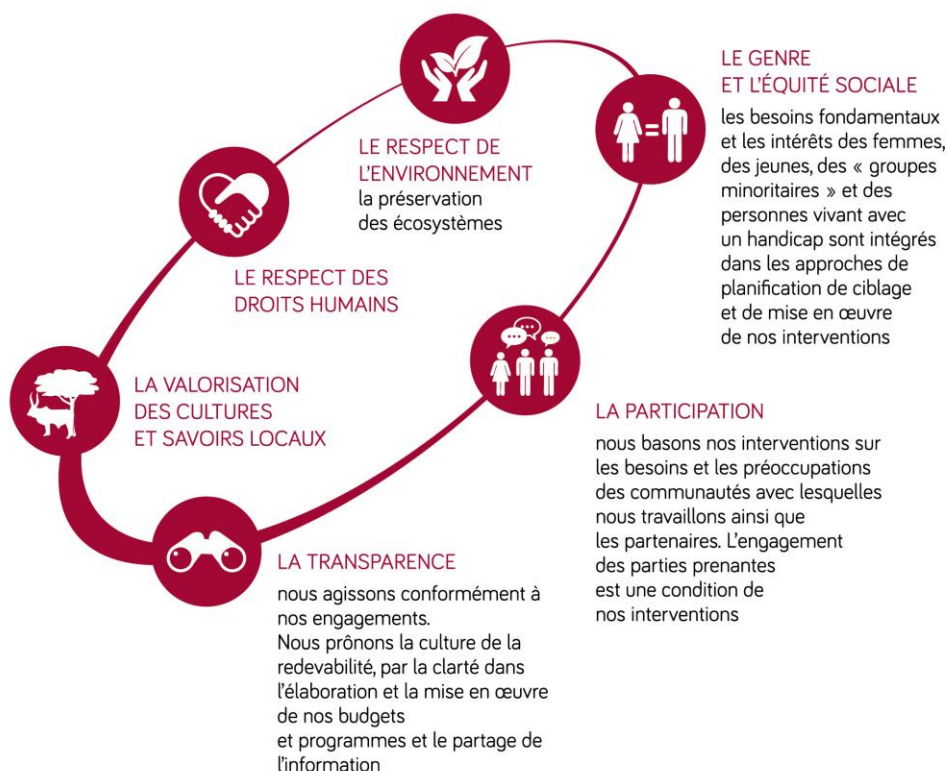 LE GENRE
ET L'ÉQUITÉ SOCIALE
les besoins fondamentaux
et les intérêts des femmes,
des jeunes, des « groupes
minoritaires » et des
personnes vivant avec
un handicap sont intégrés
dans les approches de
planification de ciblage
et de mise en œuvre
de nos interventions
LE RESPECT DE
L'ENVIRONNEMENT
la préservation
des écosystèmes
LE RESPECT DES
DROITS HUMAINS
LA VALORISATION
DES CULTURES
ET SAVOIRS LOCAUX
LA PARTICIPATION
nous basons nos interventions sur
les besoins et les préoccupations
des communautés avec lesquelles
nous travaillons ainsi que
les partenaires. L'engagement
des parties prenantes
est une condition de
nos interventions
LA TRANSPARENCE
nous agissons conformément à
nos engagements.
Nous prônons la culture de la
redevabilité, par la clarté dans
l'élaboration et la mise en œuvre
de nos budgets
et programmes et le partage de
l'information